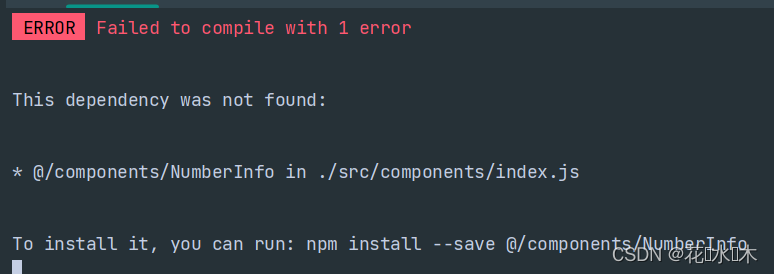 ERROR Failed to compile with 1 error
This dependency was not found:
* @/components/NumberInfo in ./src/components/index.js
To install it, you can run: npm install --save @/components/NumberInfo
CSDN @花 水 木